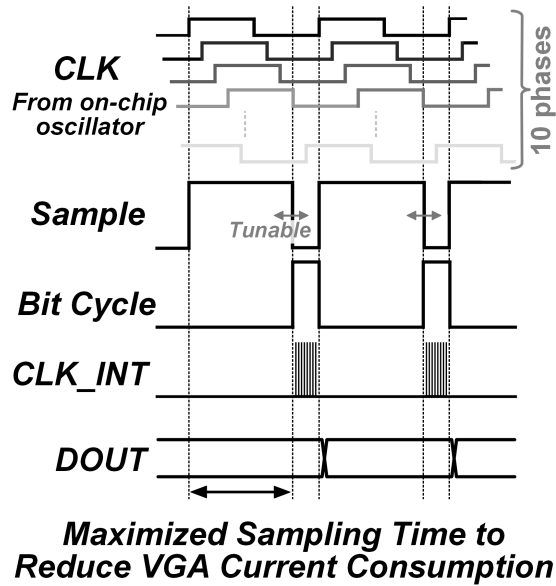 CLK
From on-chip
oscillator
10 phases
Sample
Tunable
Bit Cycle
CLK_INT
DOUT
Maximized Sampling Time to
Reduce VGA Current Consumption